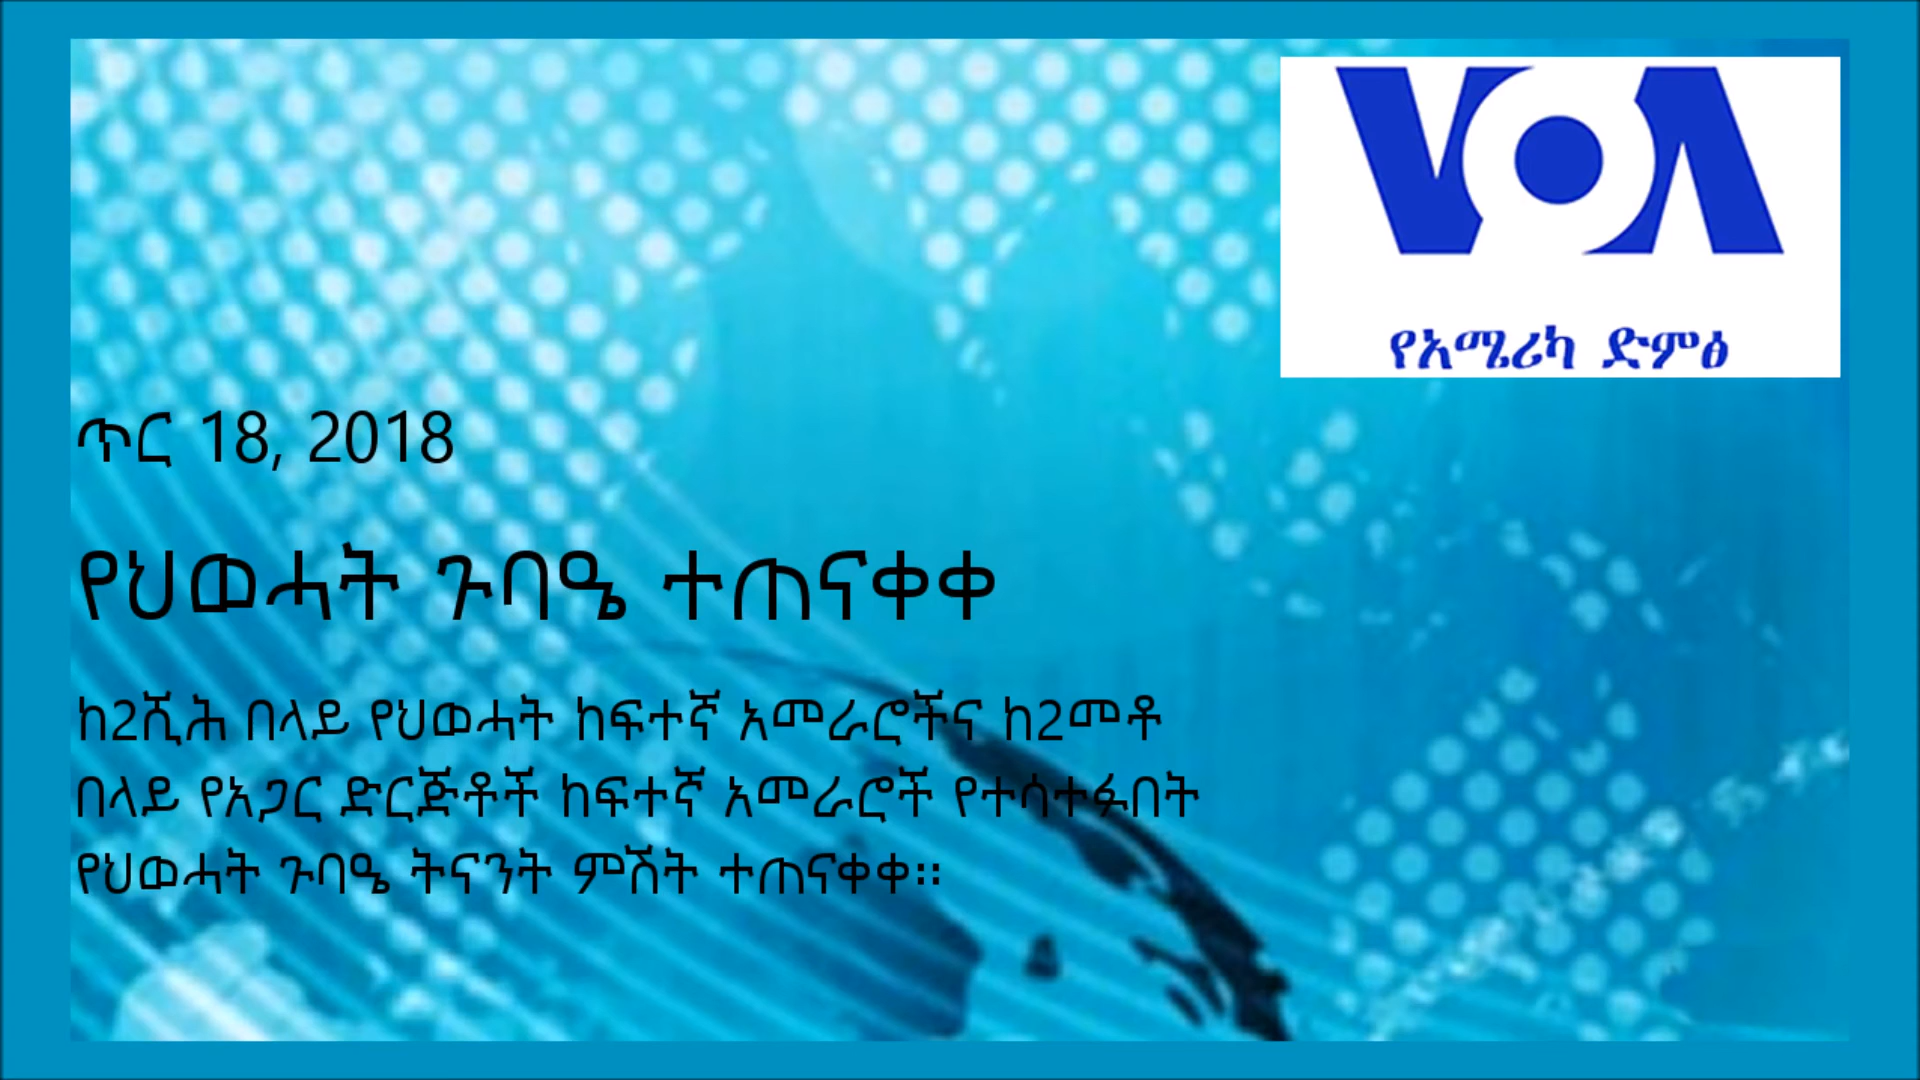 VOA
የአሜሪካ ድምፅ
ጥር 18, 2018
የህወሓት ጉባዔ ተጠናቀቀ
ከ2ሺሕ በላይ የህወሓት ከፍተኛ አመራሮችና ከ2መቶ
በላይ የአጋር ድርጅቶች ከፍተኛ አመራሮች የተሳተፉበት
የህወሓት ጉባዔ ትናንት ምሽት ተጠናቀቀ፡፡